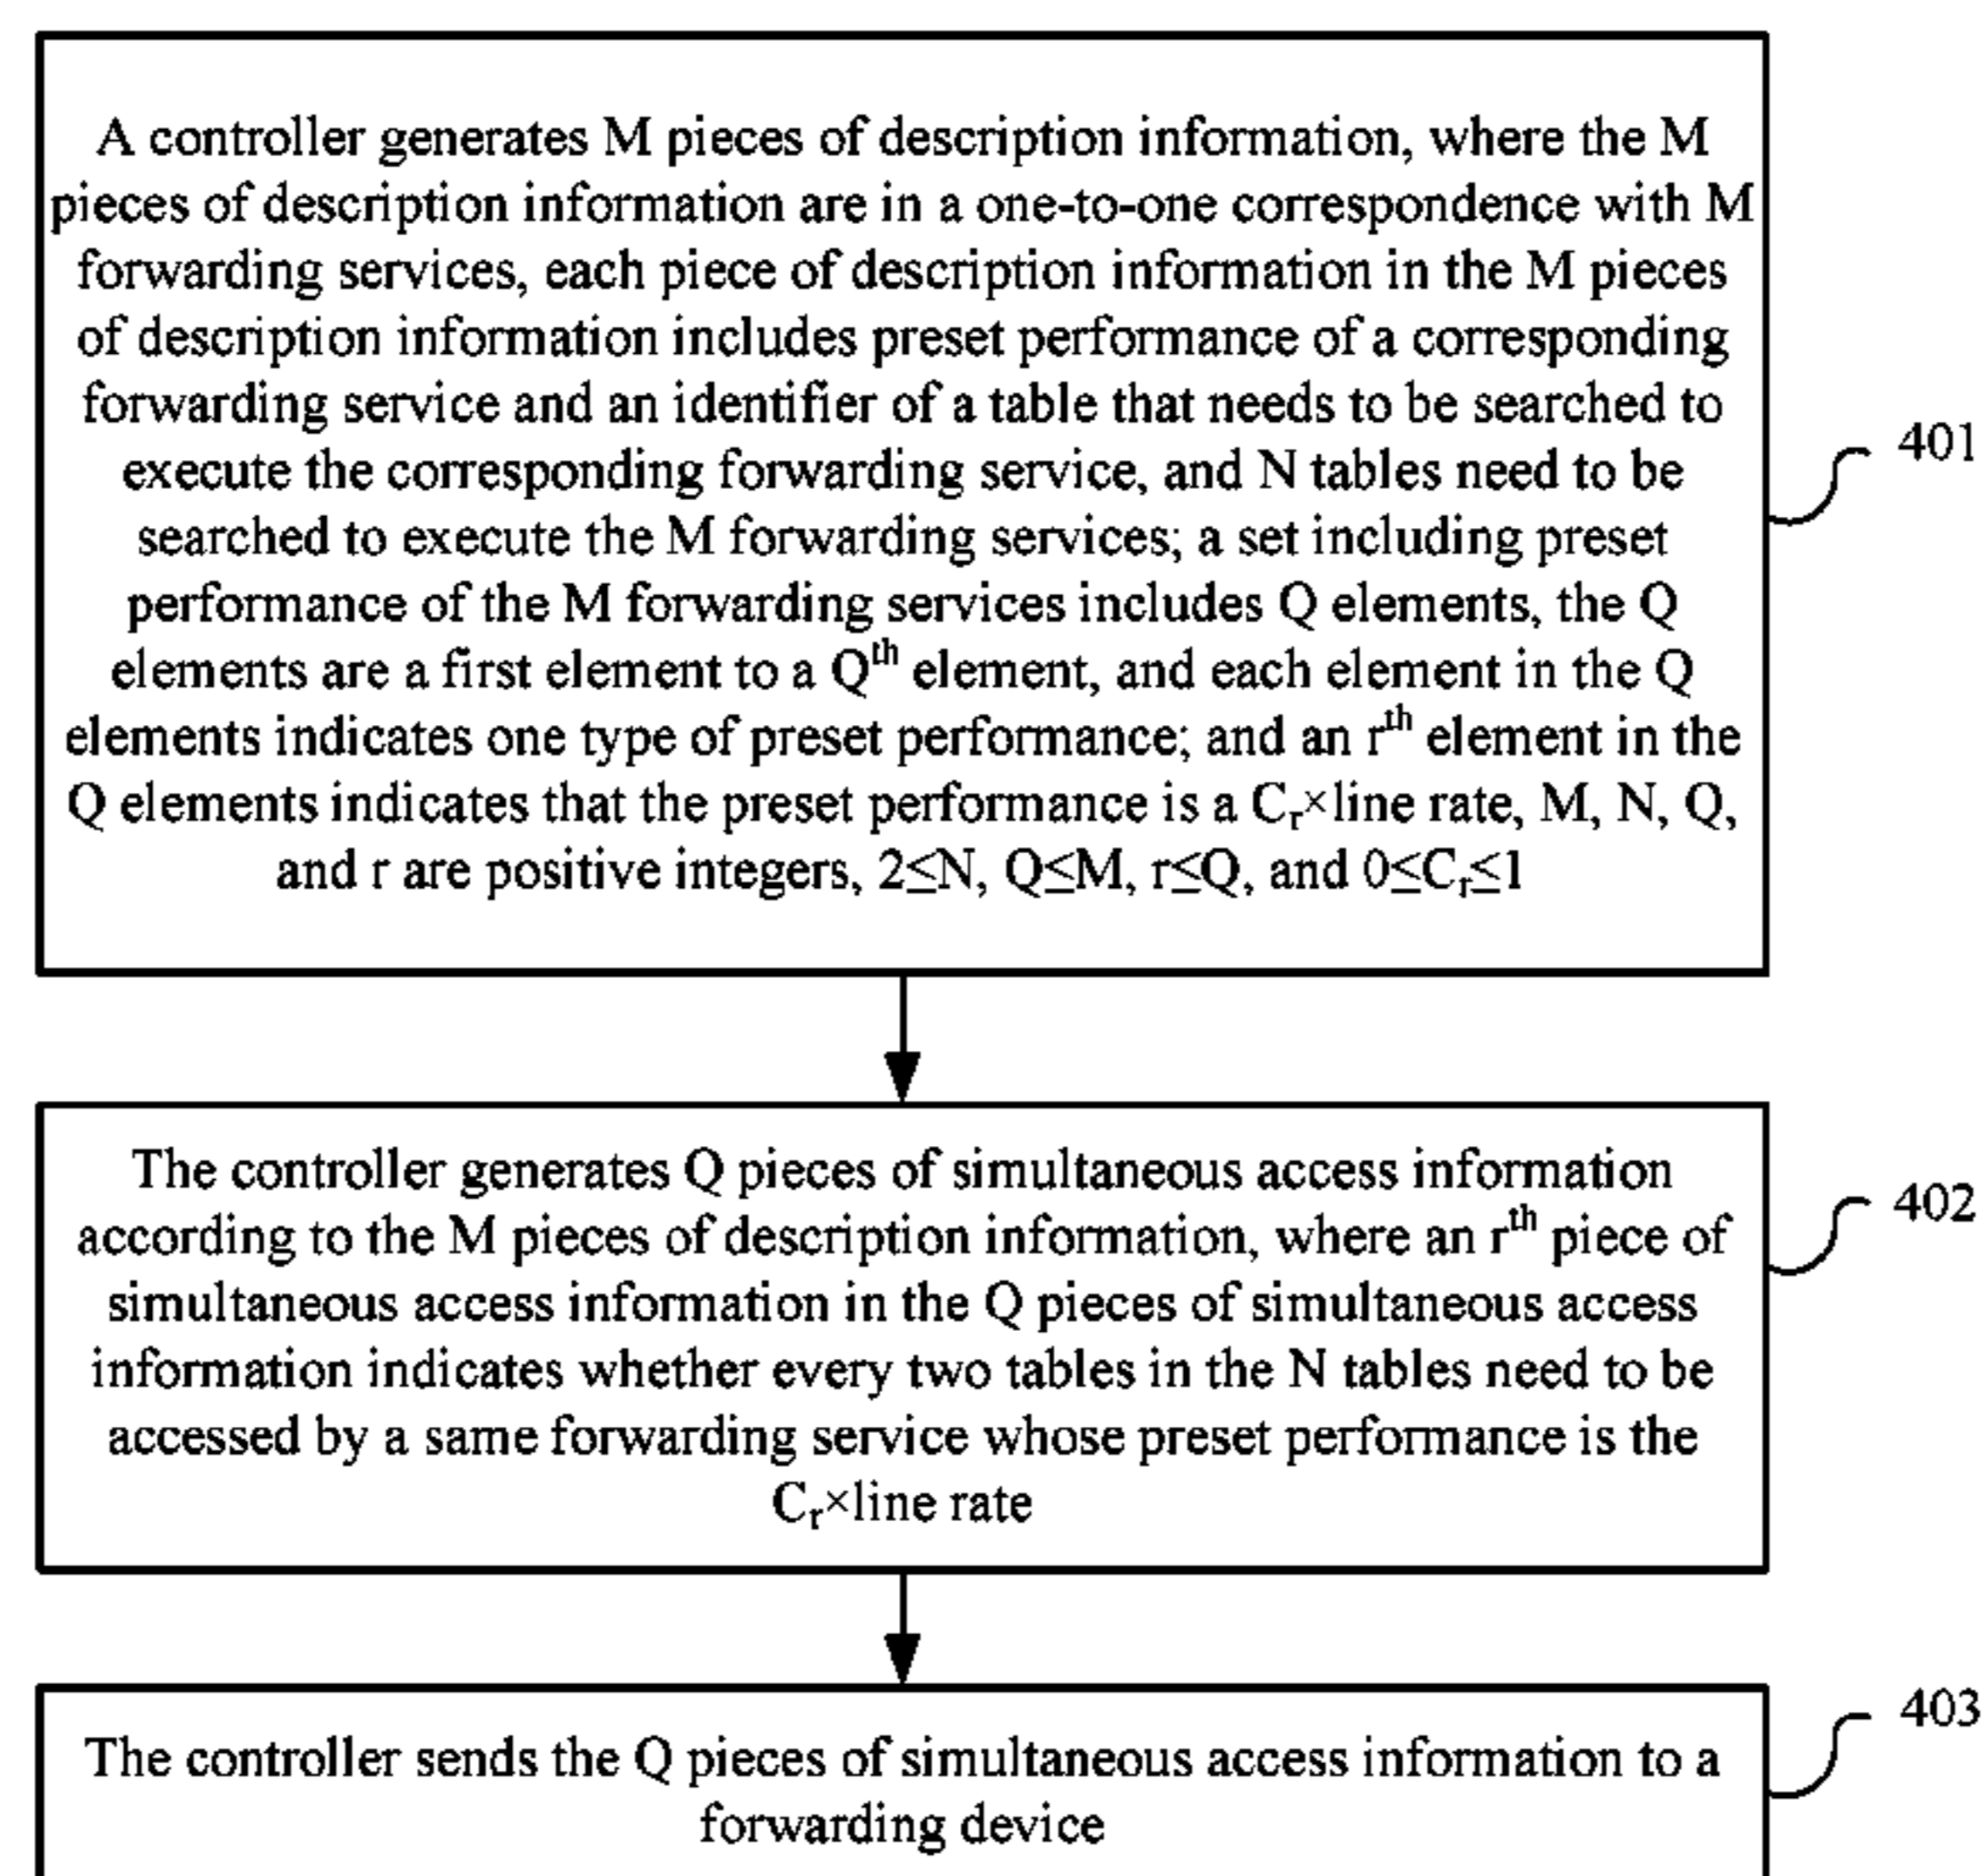 A controller generates M pieces of description information, where the M
pieces of description information are in a one-to-one correspondence with M
forwarding services, each piece of description information in the M pieces
of description information includes preset performance of a corresponding
forwarding service and an identifier of a table that needs to be searched to
execute the corresponding forwarding service, and N tables need to be
searched to execute the M forwarding services; a set including preset
performance of the M forwarding services includes Q elements, the Q
elements are a first element to a Qth element, and each element in the Q
elements indicates one type of preset performance; and an rth element in the
Q elements indicates that the preset performance is a Cr×line rate, M, N, Q,
and r are positive integers, 2≤N, Q≤M, r≤Q, and 0≤Cr≤1
401
The controller generates Q pieces of simultaneous access information
according to the M pieces of description information, where an rth piece of
simultaneous access information in the Q pieces of simultaneous access
information indicates whether every two tables in the N tables need to be
accessed by a same forwarding service whose preset performance is the
Cr×line rate
402
The controller sends the Q pieces of simultaneous access information to a
forwarding device
403